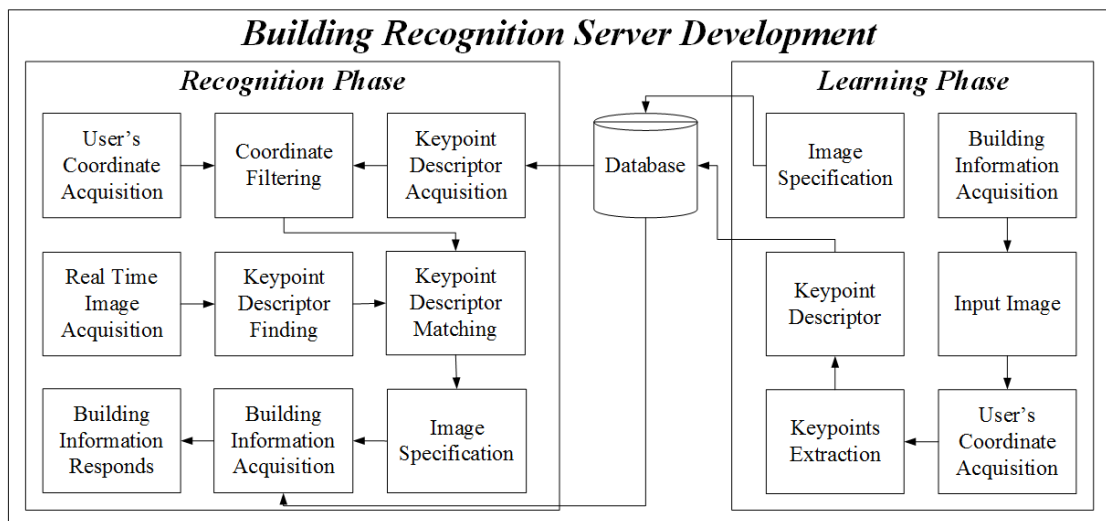 Building Recognition Server Development
Recognition Phase
User's
Coordinate
Acquisition
Coordinate
Filtering
Keypoint
Descriptor
Acquisition
Real Time
Image
Acquisition
Keypoint
Descriptor
Finding
Keypoint
Descriptor
Matching
Building
Information
Responds
Building
Information
Acquisition
Image
Specification
Database
Learning Phase
Image
Specification
Building
Information
Acquisition
Keypoint
Descriptor
Input Image
Keypoints
Extraction
User's
Coordinate
Acquisition